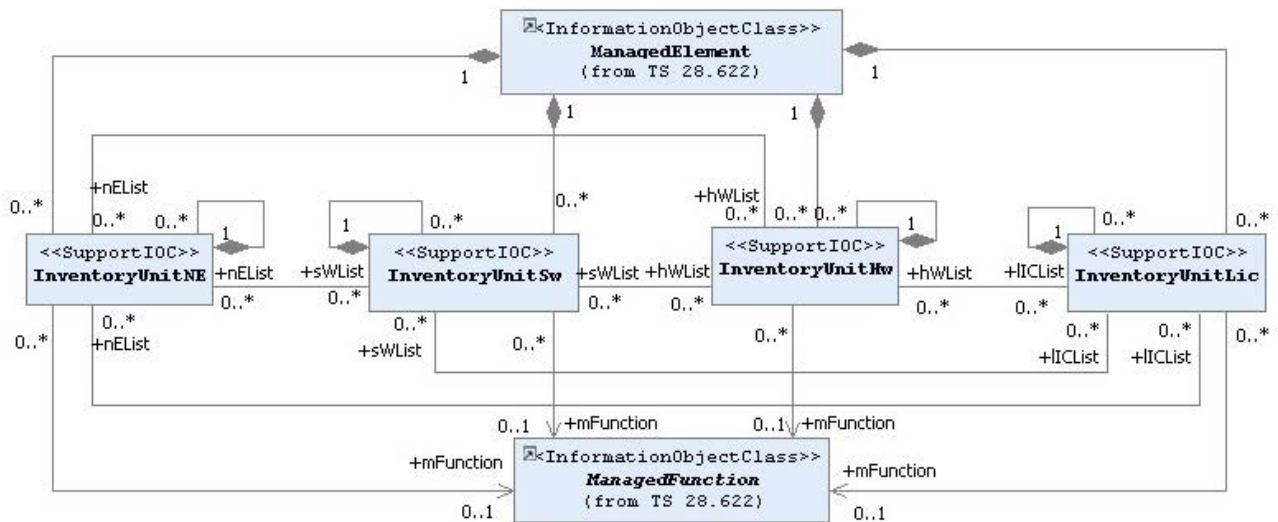 <InformationObjectClass>>
ManagedElement
(from TS 28.622)
1
1
1
1
+nEList
+hWList
0..*
0..*
0..*
0..*
0..*
0..*
0..*
0..*
0..*
0..*
1
1
1
1
<<SupportIOC>>
InventoryUnitNE
<<SupportIOC>>
InventoryUnitSw
<<SupportIOC>>
InventoryUnitHw
<<SupportIOC>>
InventoryUnitLic
+nEList
+sWList
+sWList
+hWList
+hWList
+lICList
0..*
0..*
0..*
0..*
0..*
0..*
0..*
0..*
0..*
0..*
0..*
0..*
0..*
0..*
+nEList
+sWList
+lICList
+lICList
0..1
+mFunction
0..1
+mFunction
+mFunction
+mFunction
0..1
0..1
<InformationObjectClass>>
ManagedFunction
(from TS 28.622)